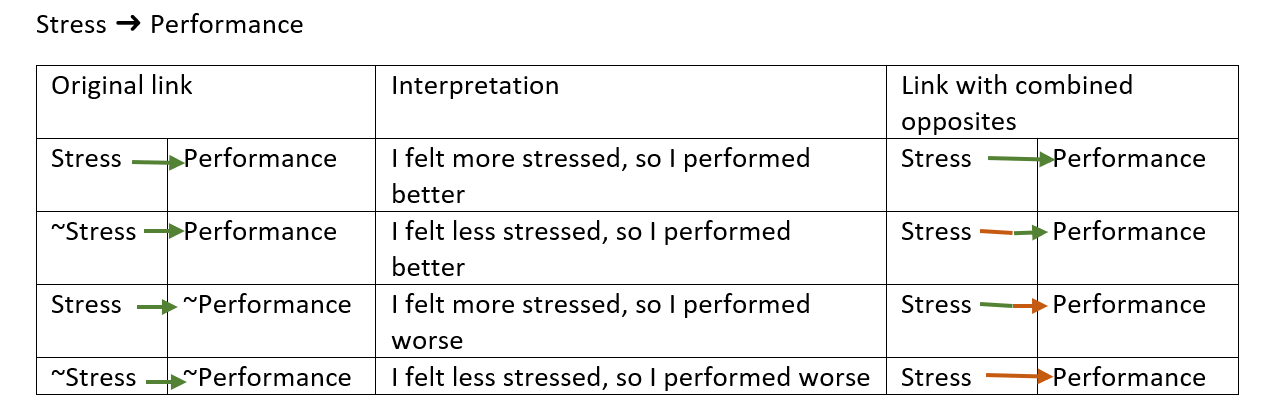 Stress → Performance
Original link Interpretation Link with combined
opposites
Stress Performance I felt more stressed, so I performed Stress Performance
better
~Stress Performance I felt less stressed, so I performed Stress Performance
better
Stress ~Performance I felt more stressed, so I performed Stress Performance
worse
~Stress ~Performance I felt less stressed, so I performed worse Stress Performance